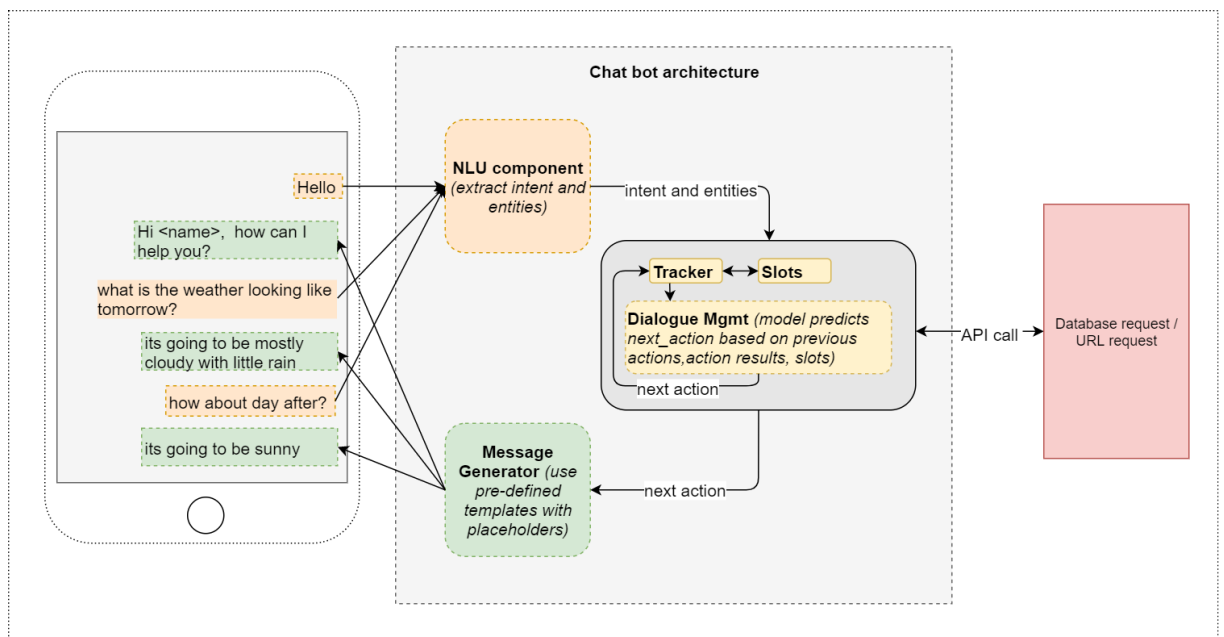 Chat bot architecture
Hello
Hi <name>,  how can I
help you?
what is the weather looking like
tomorrow?
its going to be mostly
cloudy with little rain
how about day after?
its going to be sunny
NLU component
(extract intent and
entities)
intent and entities
Tracker
Slots
Dialogue Mgmt (model predicts
next_action based on previous
actions,action results, slots)
next action
API call
Database request /
URL request
next action
Message
Generator (use
pre-defined
templates with
placeholders)